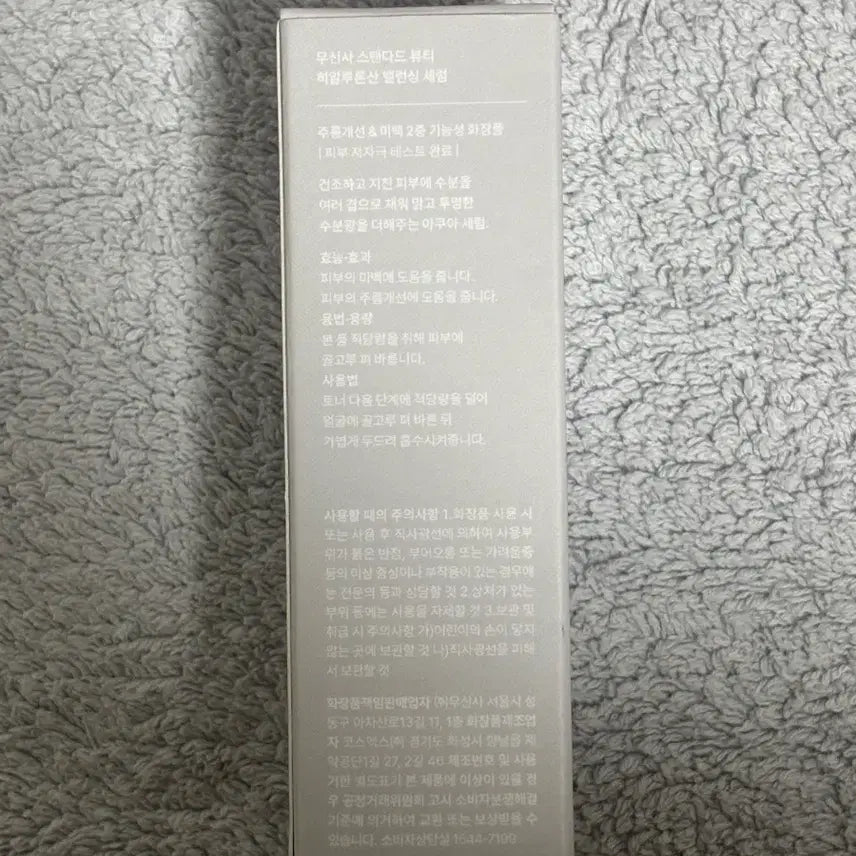 무신사 스탠다드 뷰티
히알루론산 밸런싱 세럼
주름개선 & 미백 2중 기능성 화장품
| 피부 저자극 테스트 완료 |
건조하고 지친 피부에 수분을
여러 겹으로 채워 맑고 투명한
수분광을 더해주는 아쿠아 세럼.
효능·효과
피부의 미백에 도움을 줍니다.
피부의 주름개선에 도움을 줍니다.
용법·용량
본 품 적당량을 취해 피부에
골고루 펴 바릅니다.
사용법
토너 다음 단계에 적당량을 덜어
얼굴에 골고루 펴 바른 뒤
가볍게 두드려 흡수시켜줍니다.
사용할 때의 주의사항 1.화장품 사용 시
또는 사용 후 직사광선에 의하여 사용부
위가 붉은 반점, 부어오름 또는 가려움증
등의 이상 증상이나 부작용이 있는 경우에
는 전문의 등과 상담할 것 2.상처가 있는
부위 등에는 사용을 자제할 것 3.보관 및
취급 시 주의사항 가)어린이의 손이 닿지
않는 곳에 보관할 것 나)직사광선을 피해
서 보관할 것
화장품책임판매업자 ㈜무신사 서울시 성
동구 아차산로13길 11, 1층 화장품제조업
자 코스맥스㈜ 경기도 화성시 향남읍 제
약공단1길 27, 2길 46 제조번호 및 사용
기한 별도표기 본 제품에 이상이 있을 경
우 공정거래위원회 고시 소비자분쟁해결
기준에 의거하여 교환 또는 보상받을 수
있습니다. 소비자상담실 1544-7199